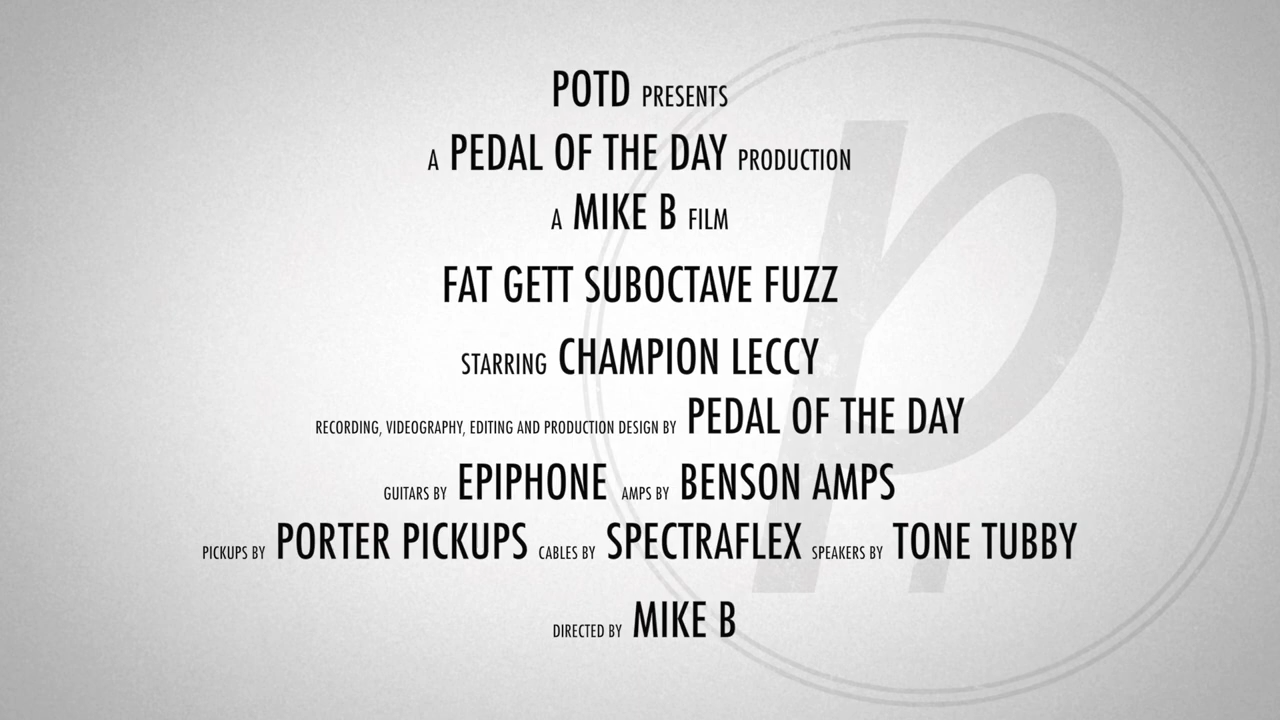 POTD PRESENTS
A PEDAL OF THE DAY PRODUCTION
A MIKE B FILM
FAT GETT SUBOCTAVE FUZZ
STARRING CHAMPION LECCY
RECORDING, VIDEOGRAPHY, EDITING AND PRODUCTION DESIGN BY PEDAL OF THE DAY
GUITARS BY EPIPHONE AMPS BY BENSON AMPS
PICKUPS BY PORTER PICKUPS CABLES BY SPECTRAFLEX SPEAKERS BY TONE TUBBY
DIRECTED BY MIKE B